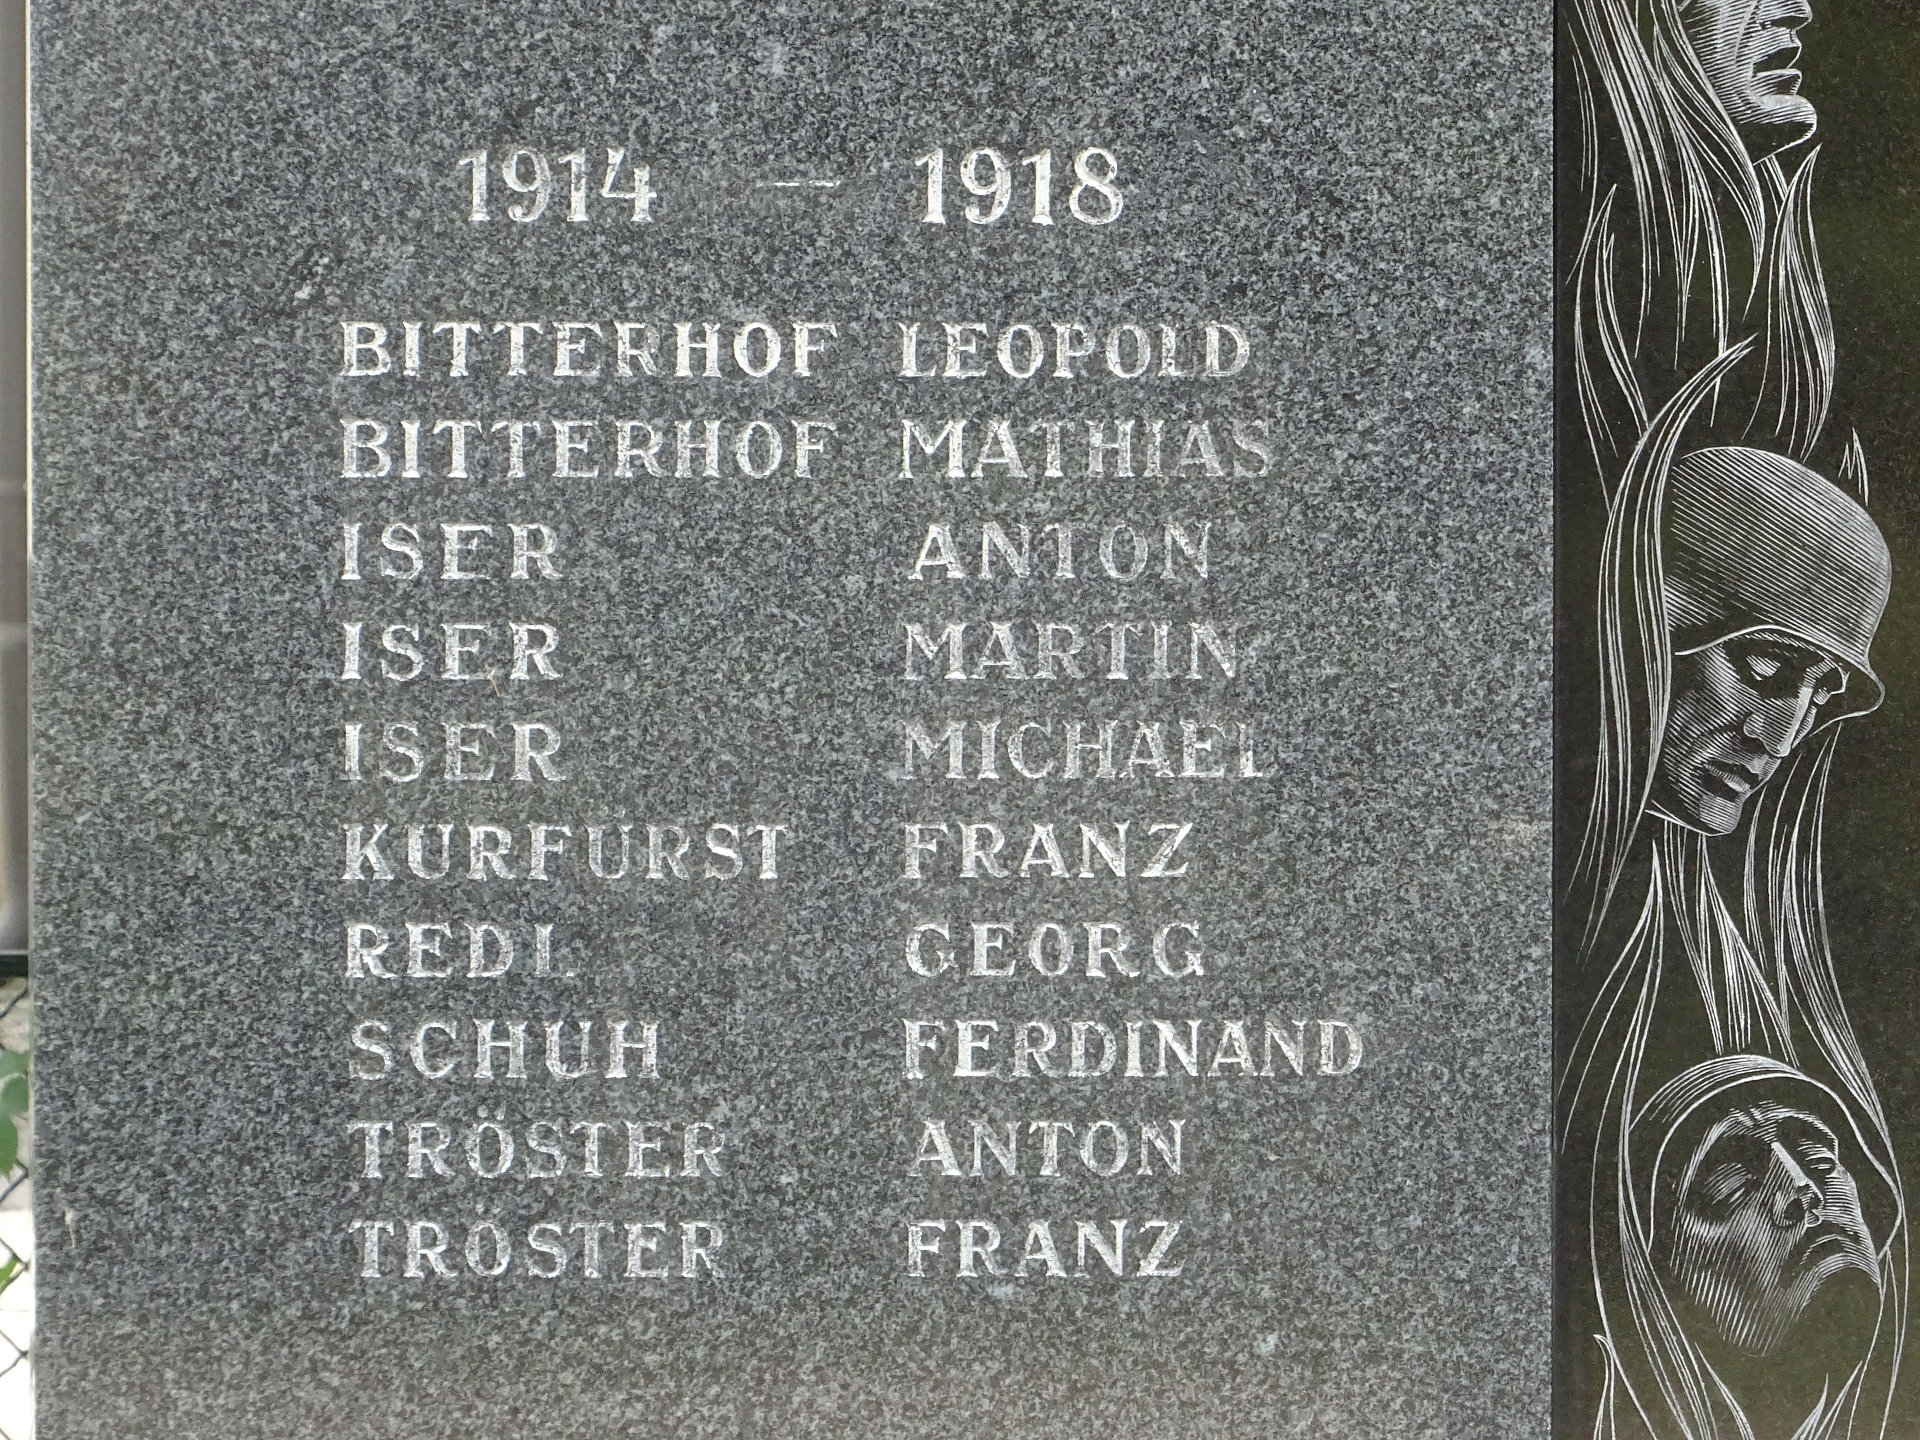 1914 — 1918
BITTERHOF LEOPOLD
BITTERHOF MATHIAS
ISER ANTON
ISER MARTIN
ISER MICHAEL
KURFÜRST FRANZ
REDL GEORG
SCHUH FERDINAND
TRÖSTER ANTON
TRÖSTER FRANZ